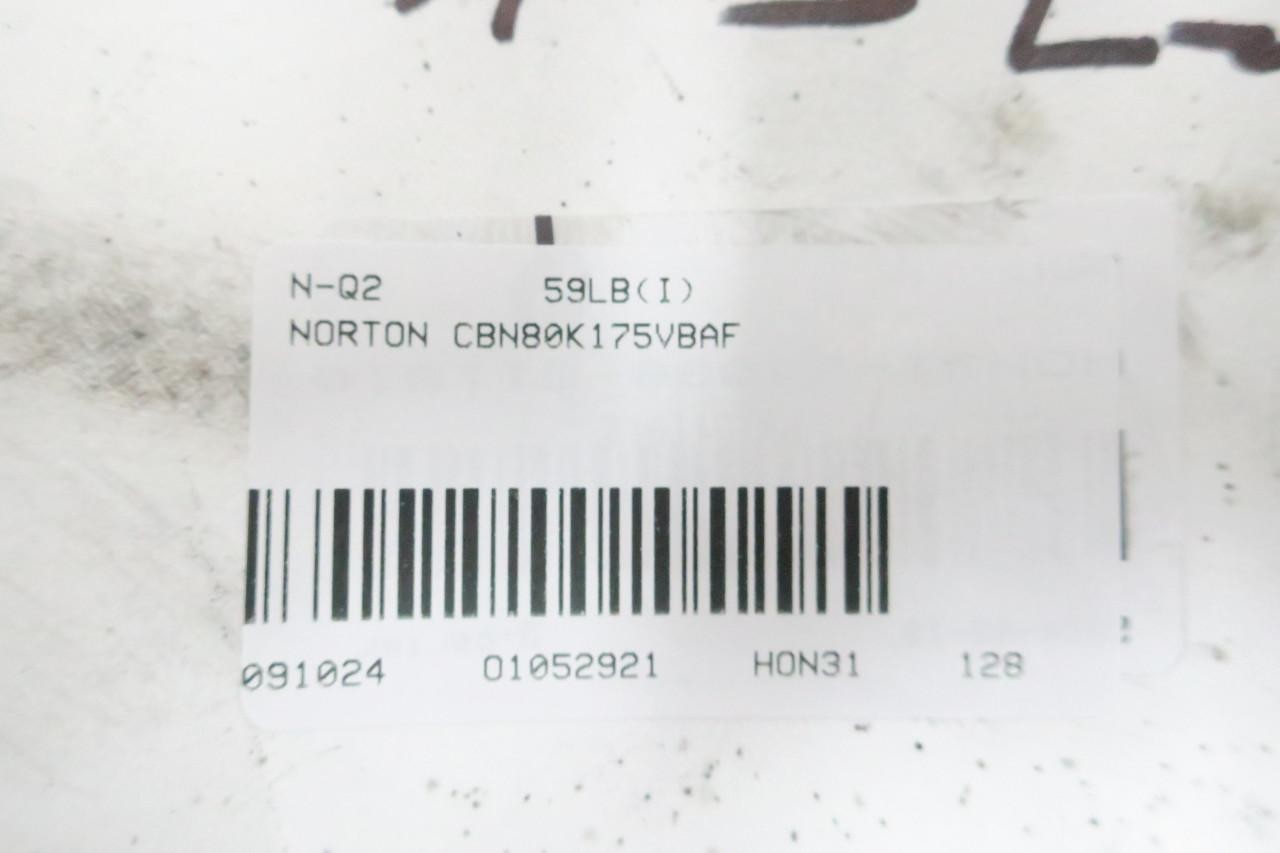 N-Q2 59LB(I)
NORTON CBN80K175VBAF
091024 01052921 HON31 128